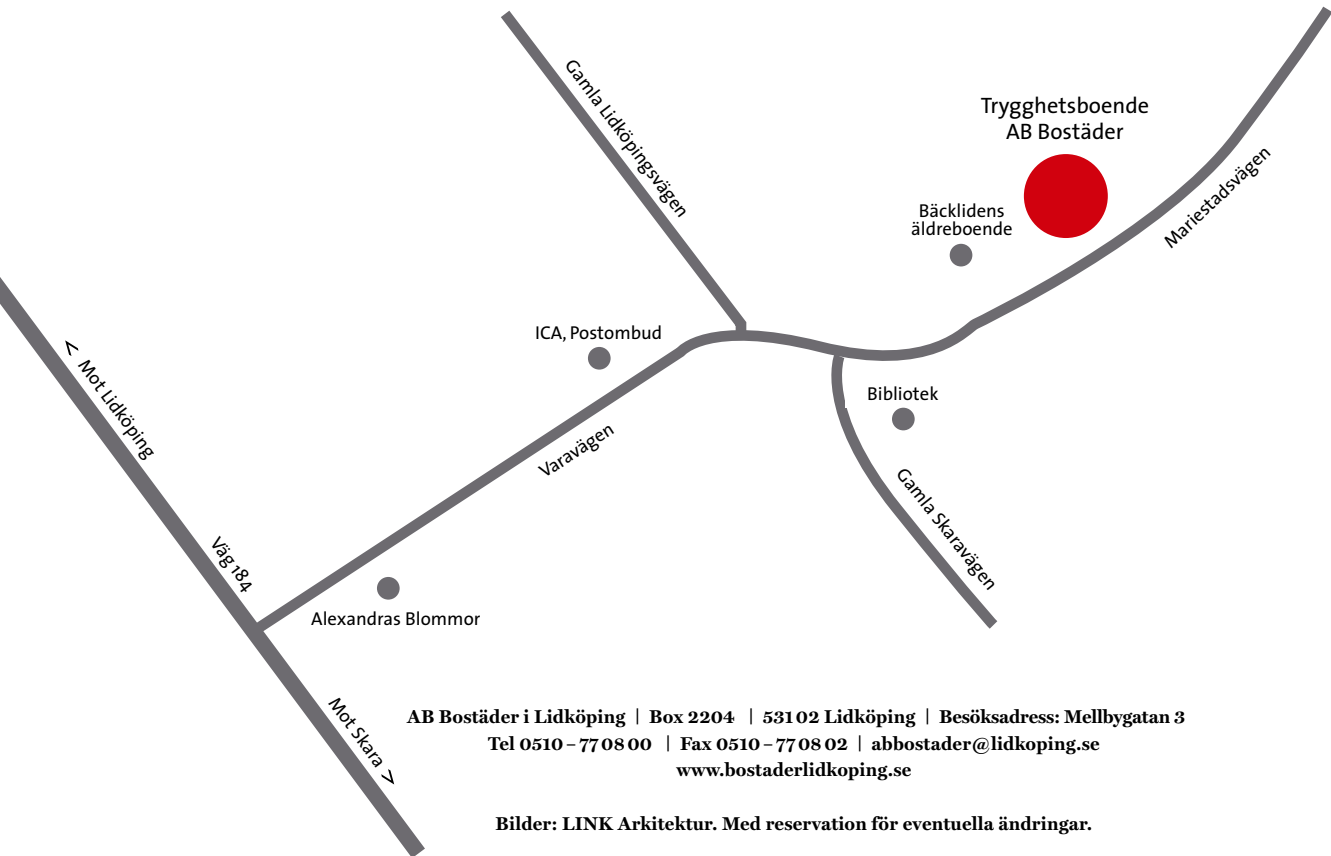 Gamla Lidköpingsvägen
Trygghetsboende
AB Bostäder
Mariestadsvägen
Bäcklidens
äldreboende
ICA, Postombud
< Mot Lidköping
Bibliotek
Varavägen
Gamla Skaravägen
Väg 184
Alexandras Blommor
Mot Skara >
AB Bostäder i Lidköping | Box 2204 | 531 02 Lidköping | Besöksadress: Mellbygatan 3
Tel 0510 – 77 08 00 | Fax 0510 – 77 08 02 | abbostader@lidkoping.se
www.bostaderlidkoping.se
Bilder: LINK Arkitektur. Med reservation för eventuella ändringar.